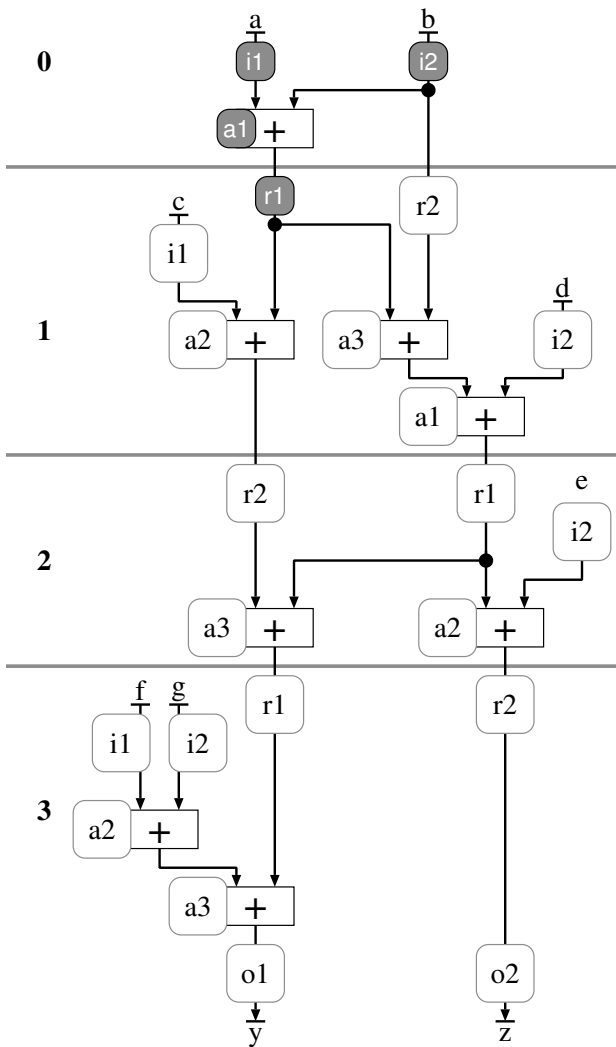 a b
0 i1 i2
a1 +
r1 r2
c
i1
d
1 a2 + a3 + i2
a1 +
r2 r1 e
i2
2
a3 + a2 +
f g r1 r2
i1 i2
3
a2 +
a3 +
o1 o2
y z